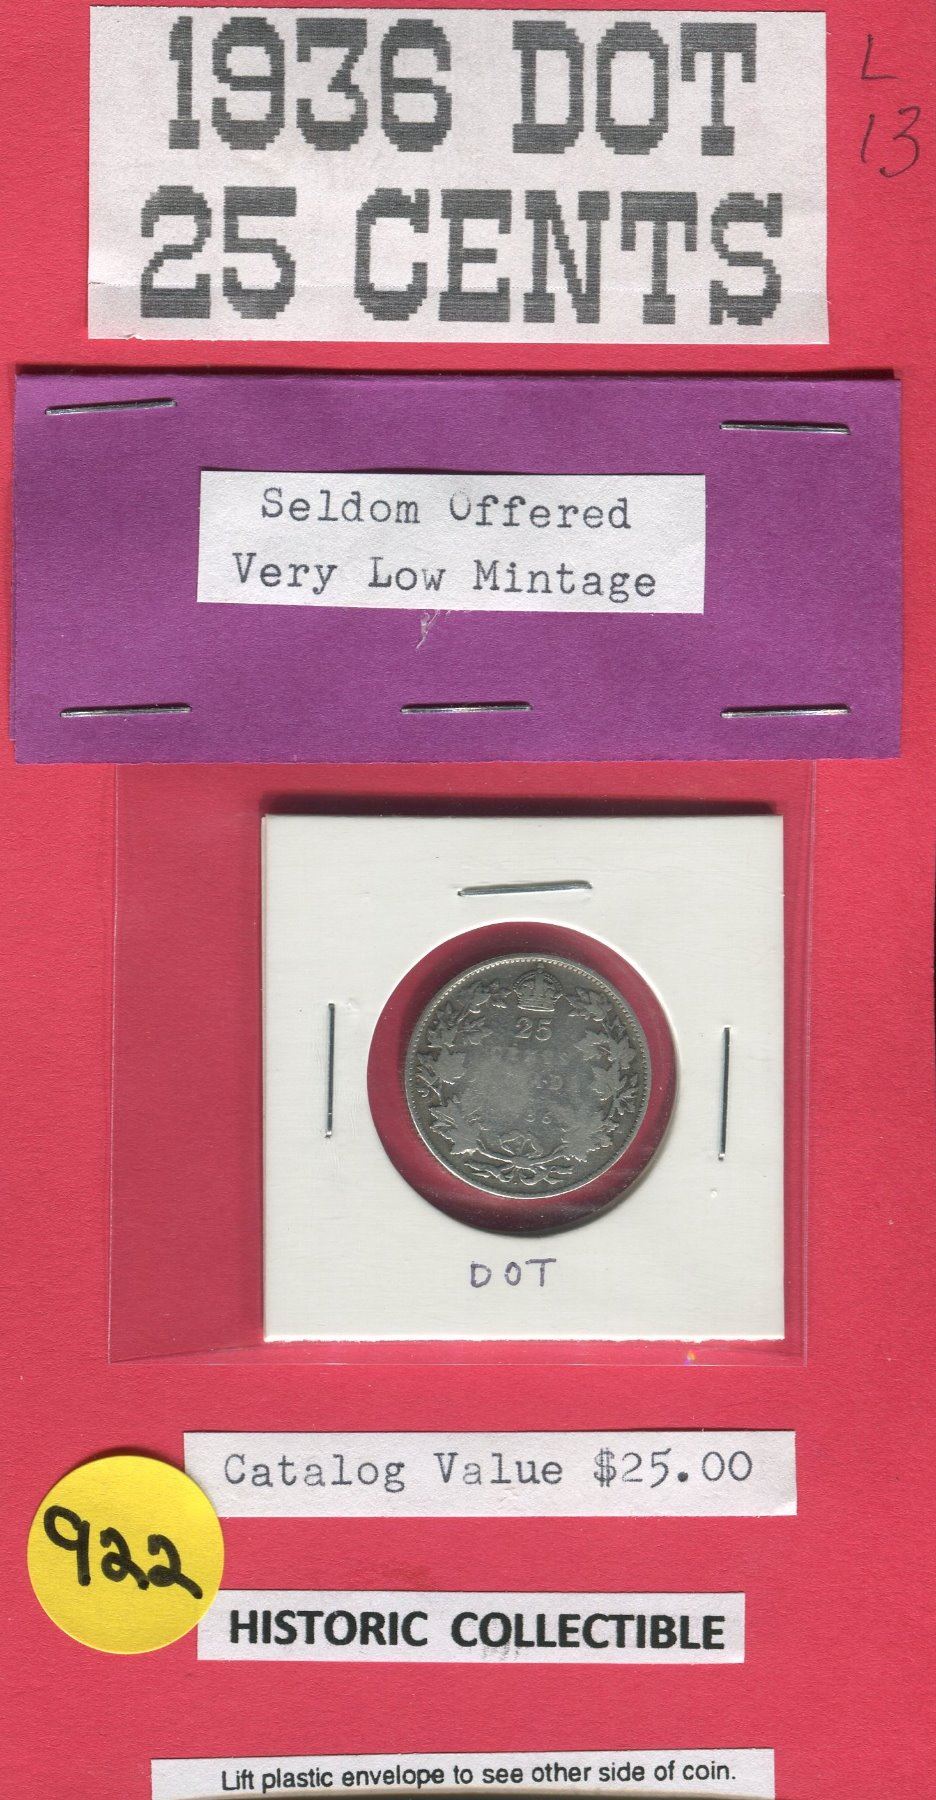 1936 DOT
25 CENTS
L
13
Seldom Offered
Very Low Mintage
25
DOT
Catalog Value $25.00
922
HISTORIC COLLECTIBLE
Lift plastic envelope to see other side of coin.